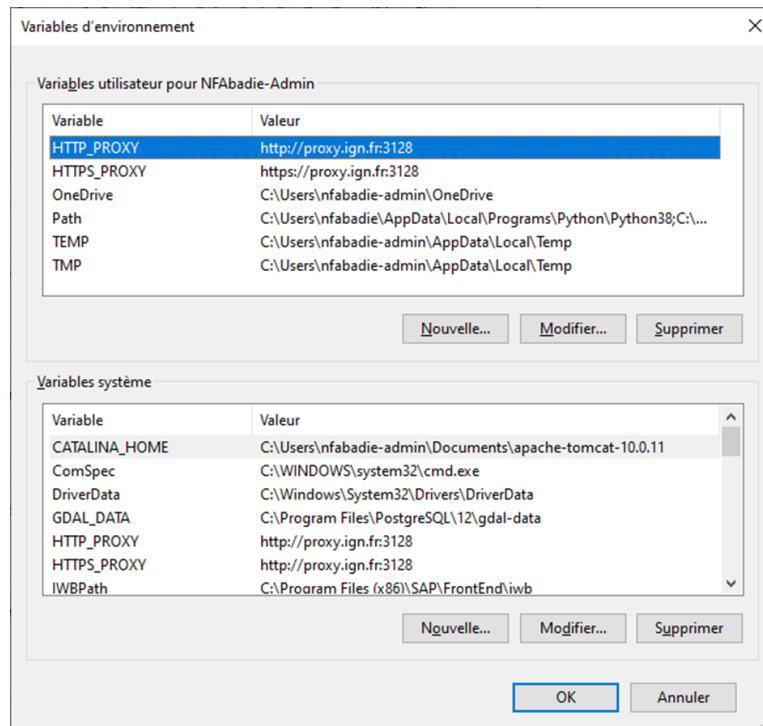 Variables d'environnement
Variables utilisateur pour NFAbadie-Admin
Variable Valeur
HTTP_PROXY http://proxy.ign.fr:3128
HTTPS_PROXY https://proxy.ign.fr:3128
OneDrive C:\Users\nfabadie-admin\OneDrive
Path C:\Users\nfabadie\AppData\Local\Programs\Python\Python38;C:\...
TEMP C:\Users\nfabadie-admin\AppData\Local\Temp
TMP C:\Users\nfabadie-admin\AppData\Local\Temp
Nouvelle... Modifier... Supprimer
Variables système
Variable Valeur
CATALINA_HOME C:\Users\nfabadie-admin\Documents\apache-tomcat-10.0.11
ComSpec C:\WINDOWS\system32\cmd.exe
DriverData C:\Windows\System32\Drivers\DriverData
GDAL_DATA C:\Program Files\PostgreSQL\12\gdal-data
HTTP_PROXY http://proxy.ign.fr:3128
HTTPS_PROXY http://proxy.ign.fr:3128
IWBPath C:\Program Files (x86)\SAP\FrontEnd\iwb
Nouvelle... Modifier... Supprimer
OK Annuler